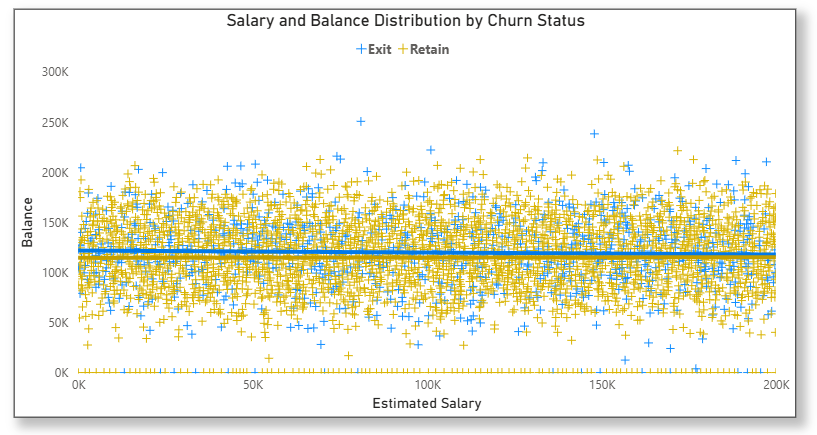 Salary and Balance Distribution by Churn Status
Exit Retain
300K
250K
200K
150K
100K
50K
0K
Balance
0K 50K 100K 150K 200K
Estimated Salary